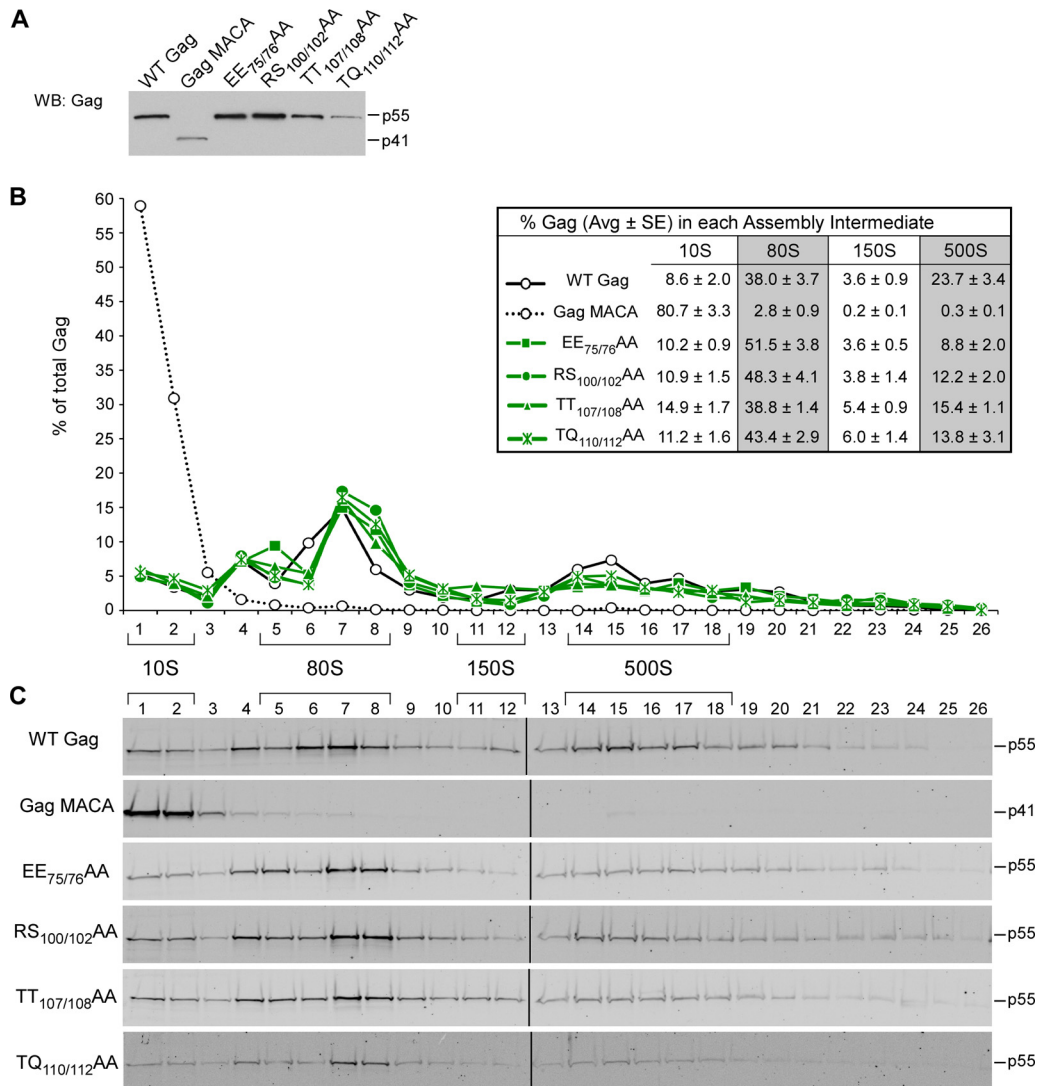 A
WT Gag
Gag MACA
EE75/76AA
RS100/102AA
TT107/108AA
TQ110/112AA
WB: Gag
p55
p41
B
% of total Gag
60
55
50
45
40
35
30
25
20
15
10
5
0
% Gag (Avg ± SE) in each Assembly Intermediate
10S 80S 150S 500S
WT Gag 8.6 ± 2.0 38.0 ± 3.7 3.6 ± 0.9 23.7 ± 3.4
Gag MACA 80.7 ± 3.3 2.8 ± 0.9 0.2 ± 0.1 0.3 ± 0.1
EE75/76AA 10.2 ± 0.9 51.5 ± 3.8 3.6 ± 0.5 8.8 ± 2.0
RS100/102AA 10.9 ± 1.5 48.3 ± 4.1 3.8 ± 1.4 12.2 ± 2.0
TT107/108AA 14.9 ± 1.7 38.8 ± 1.4 5.4 ± 0.9 15.4 ± 1.1
TQ110/112AA 11.2 ± 1.6 43.4 ± 2.9 6.0 ± 1.4 13.8 ± 3.1
1 2 3 4 5 6 7 8 9 10 11 12 13 14 15 16 17 18 19 20 21 22 23 24 25 26
10S 80S 150S 500S
C
1 2 3 4 5 6 7 8 9 10 11 12 13 14 15 16 17 18 19 20 21 22 23 24 25 26
WT Gag p55
Gag MACA p41
EE75/76AA p55
RS100/102AA p55
TT107/108AA p55
TQ110/112AA p55